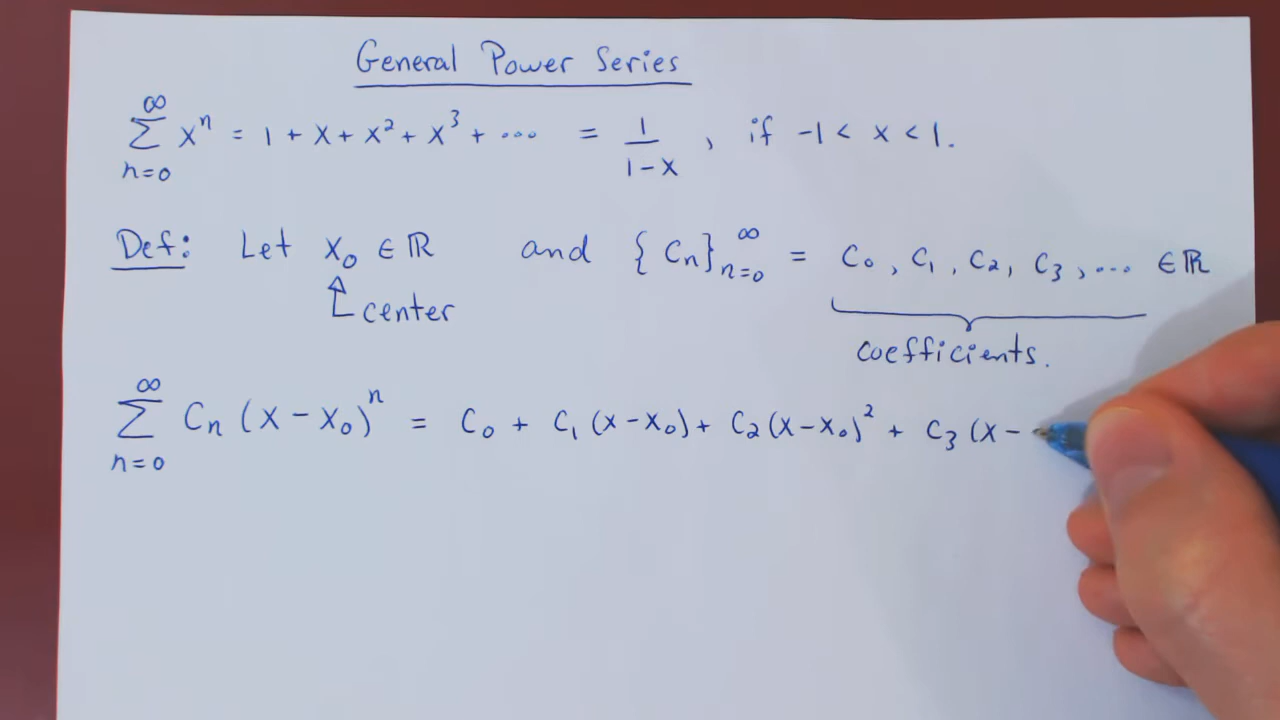 General Power Series
∞
∑ xⁿ = 1 + x + x² + x³ + ⋯ = 1/(1-x) , if -1 < x < 1.
n=0
Def: Let x₀ ∈ ℝ and {Cₙ}ₙ₌₀^∞ = C₀, C₁, C₂, C₃, ⋯ ∈ ℝ
center
coefficients.
∞
∑ Cₙ (x - x₀)ⁿ = C₀ + C₁ (x - x₀) + C₂ (x - x₀)² + C₃ (x -
n=0